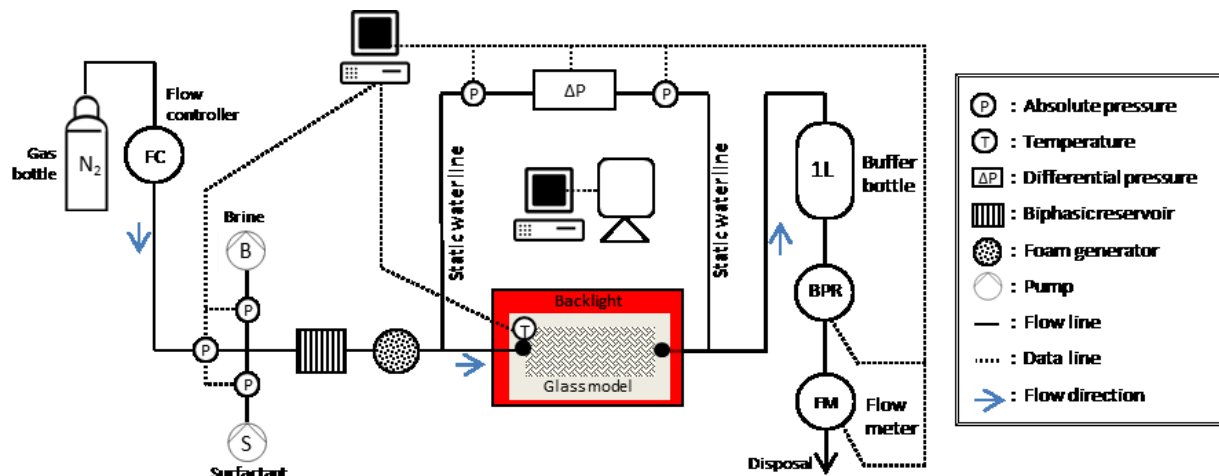 Gas
bottle
N₂
Flow
controller
FC
Brine
B
P
P
P
S
Surfactant
P
ΔP
P
Static water line
Static water line
Backlight
T
Glass model
1L
Buffer
bottle
BPR
FM
Flow
meter
Disposal
P : Absolute pressure
T : Temperature
ΔP : Differential pressure
: Biphasic reservoir
: Foam generator
P : Pump
: Flow line
: Data line
: Flow direction